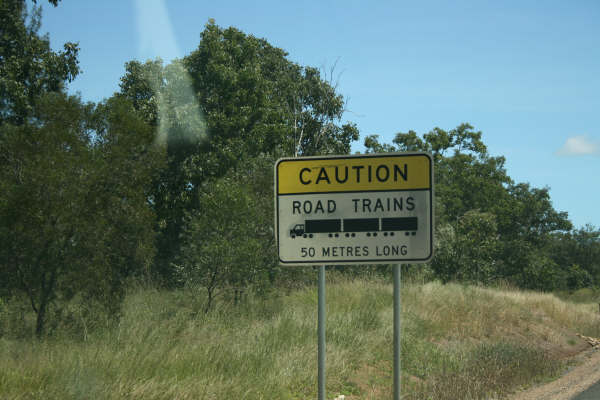 CAUTION
ROAD TRAINS
50 METRES LONG